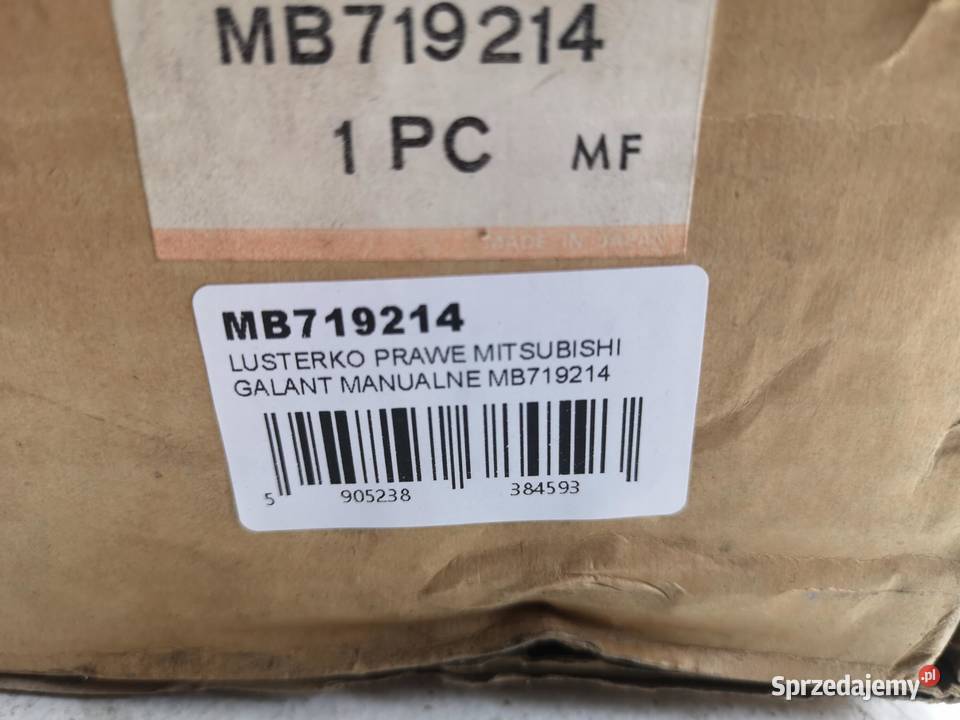 MB719214
1 PC MF
MADE IN JAPAN
MB719214
LUSTERKO PRAWE MITSUBISHI
GALANT MANUALNE MB719214
5 905238 384593
Sprzedajemy.pl